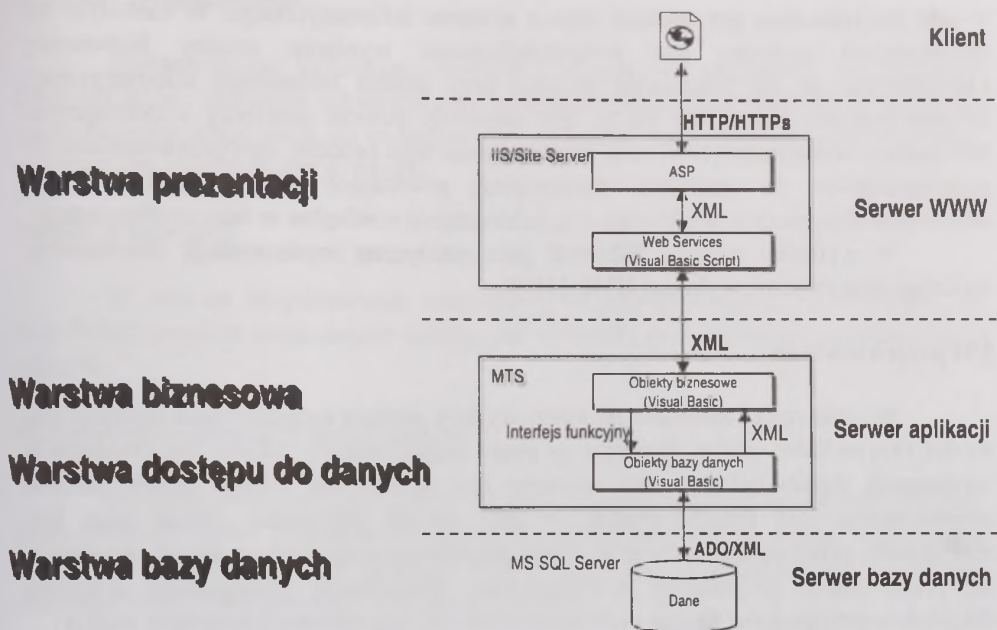 Klient
HTTP/HTTPs
IIS/Site Server
ASP
Warstwa prezentacji
XML
Serwer WWW
Web Services
(Visual Basic Script)
XML
MTS
Obiekty biznesowe
(Visual Basic)
Warstwa biznesowa
Interfejs funkcyjny
XML
Serwer aplikacji
Obiekty bazy danych
(Visual Basic)
Warstwa dostępu do danych
ADO/XML
MS SQL Server
Warstwa bazy danych
Serwer bazy danych
Dane